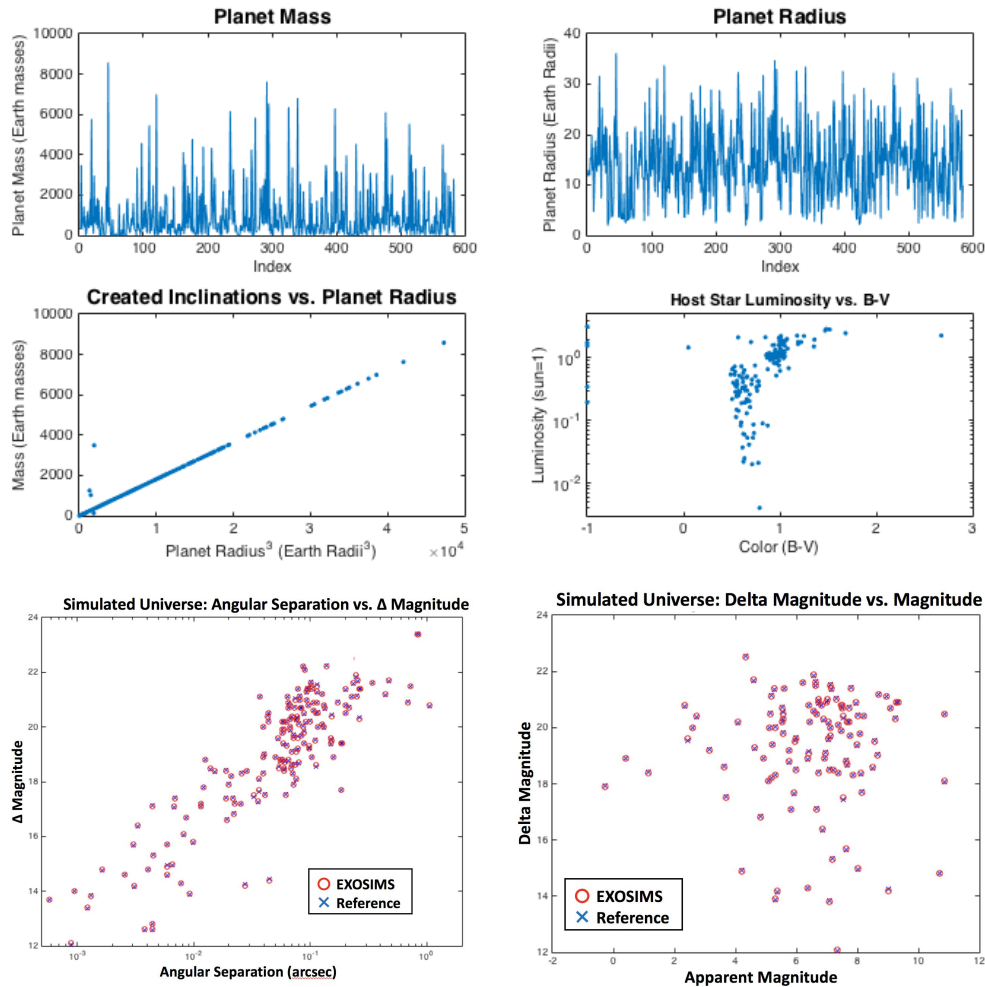 Planet Mass
Planet Mass (Earth masses)
10000
8000
6000
4000
2000
0
0 100 200 300 400 500 600
Index
Planet Radius
Planet Radius (Earth Radii)
40
30
20
10
0
0 100 200 300 400 500 600
Index
Created Inclinations vs. Planet Radius
Mass (Earth masses)
10000
8000
6000
4000
2000
0
0 1 2 3 4 5
×10⁴
Planet Radius³ (Earth Radii³)
Host Star Luminosity vs. B-V
Luminosity (sun=1)
10⁰
10⁻¹
10⁻²
-1 0 1 2 3
Color (B-V)
Simulated Universe: Angular Separation vs. Δ Magnitude
Δ Magnitude
24
22
20
18
16
14
12
10⁻³ 10⁻² 10⁻¹ 10⁰
Angular Separation (arcsec)
EXOSIMS
Reference
Simulated Universe: Delta Magnitude vs. Magnitude
Delta Magnitude
24
22
20
18
16
14
12
-2 0 2 4 6 8 10 12
Apparent Magnitude
EXOSIMS
Reference